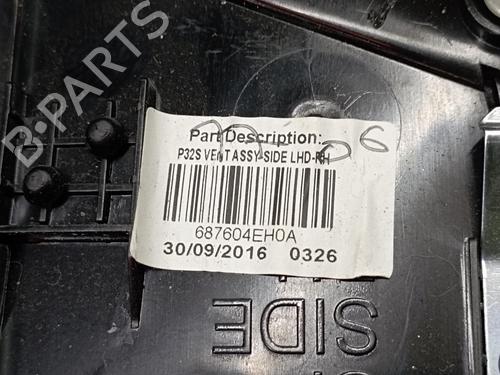 Part Description:
P32S VENT ASSY-SIDE LHD-RH
687604EH0A
30/09/2016 0326
SIDE
B-PARTS